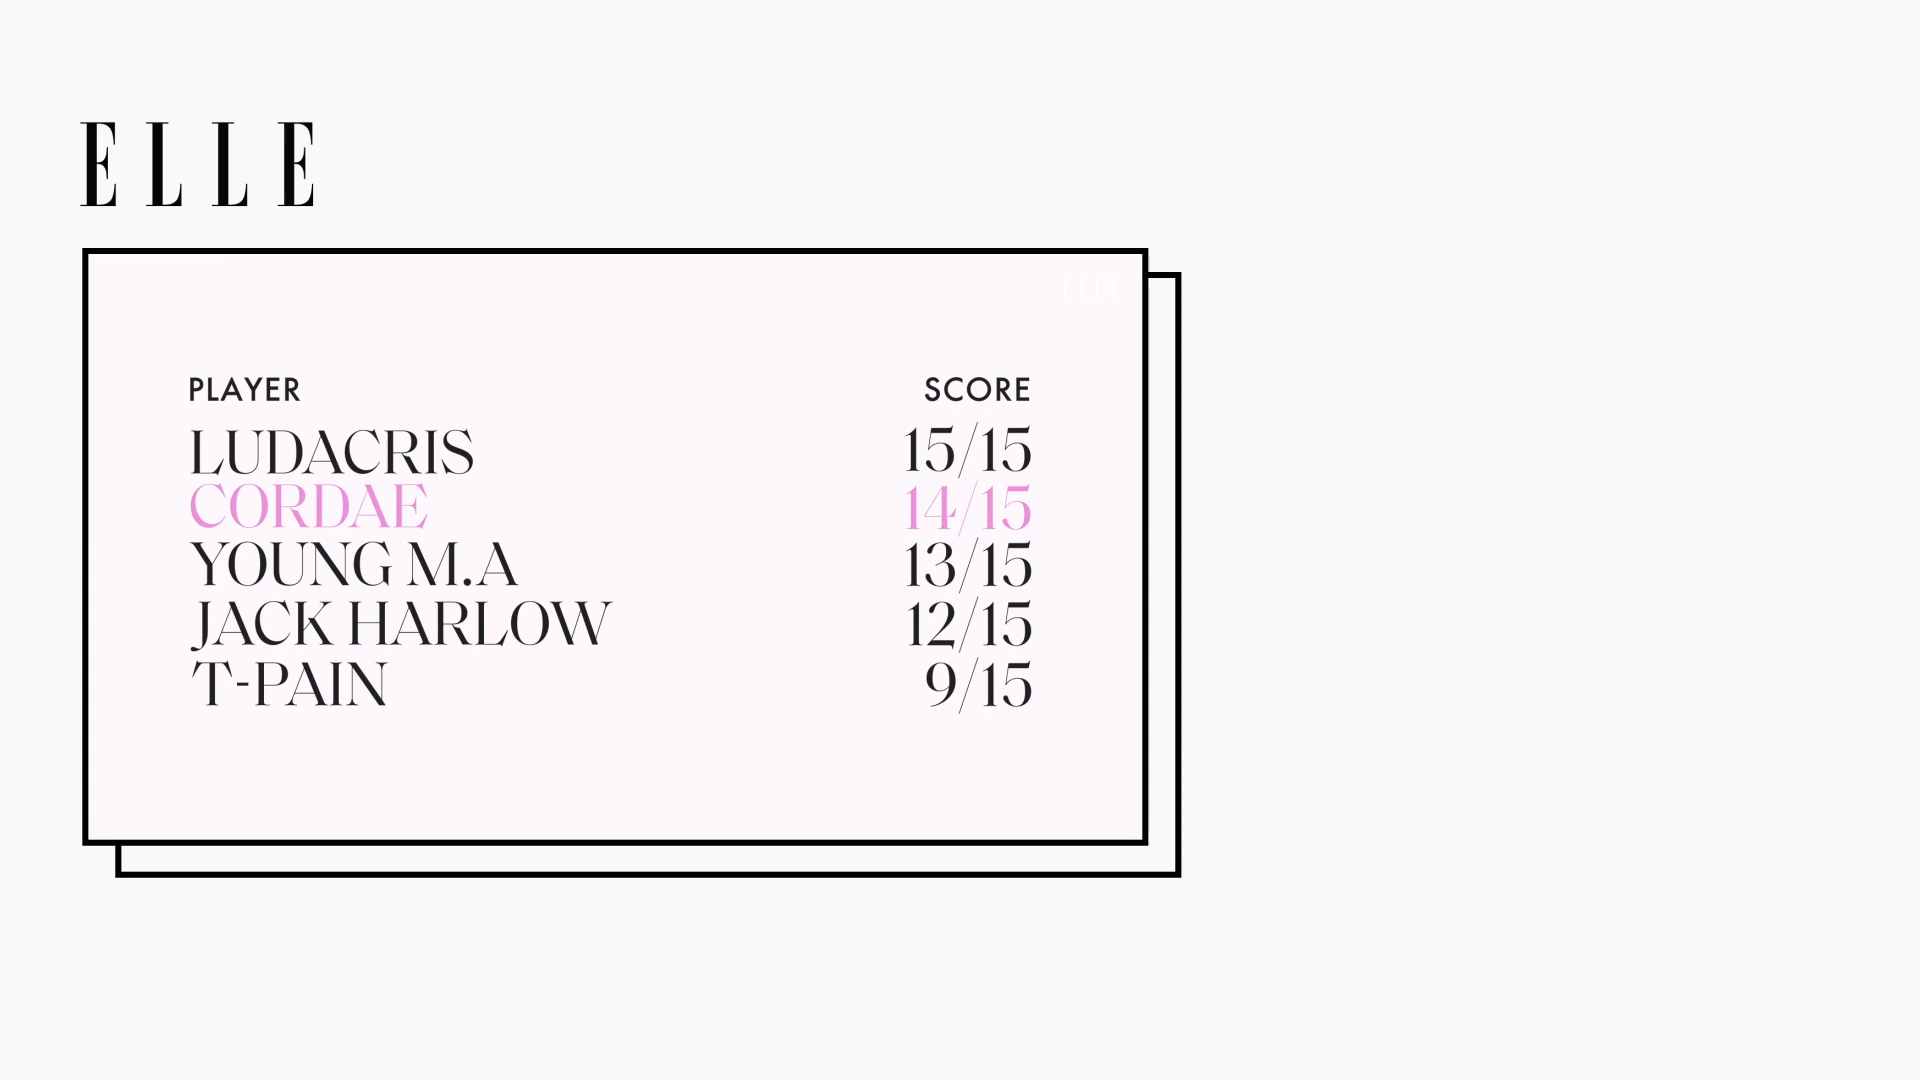 ELLE
ELLE
PLAYER SCORE
LUDACRIS 15/15
CORDAE 14/15
YOUNG M.A 13/15
JACK HARLOW 12/15
T-PAIN 9/15